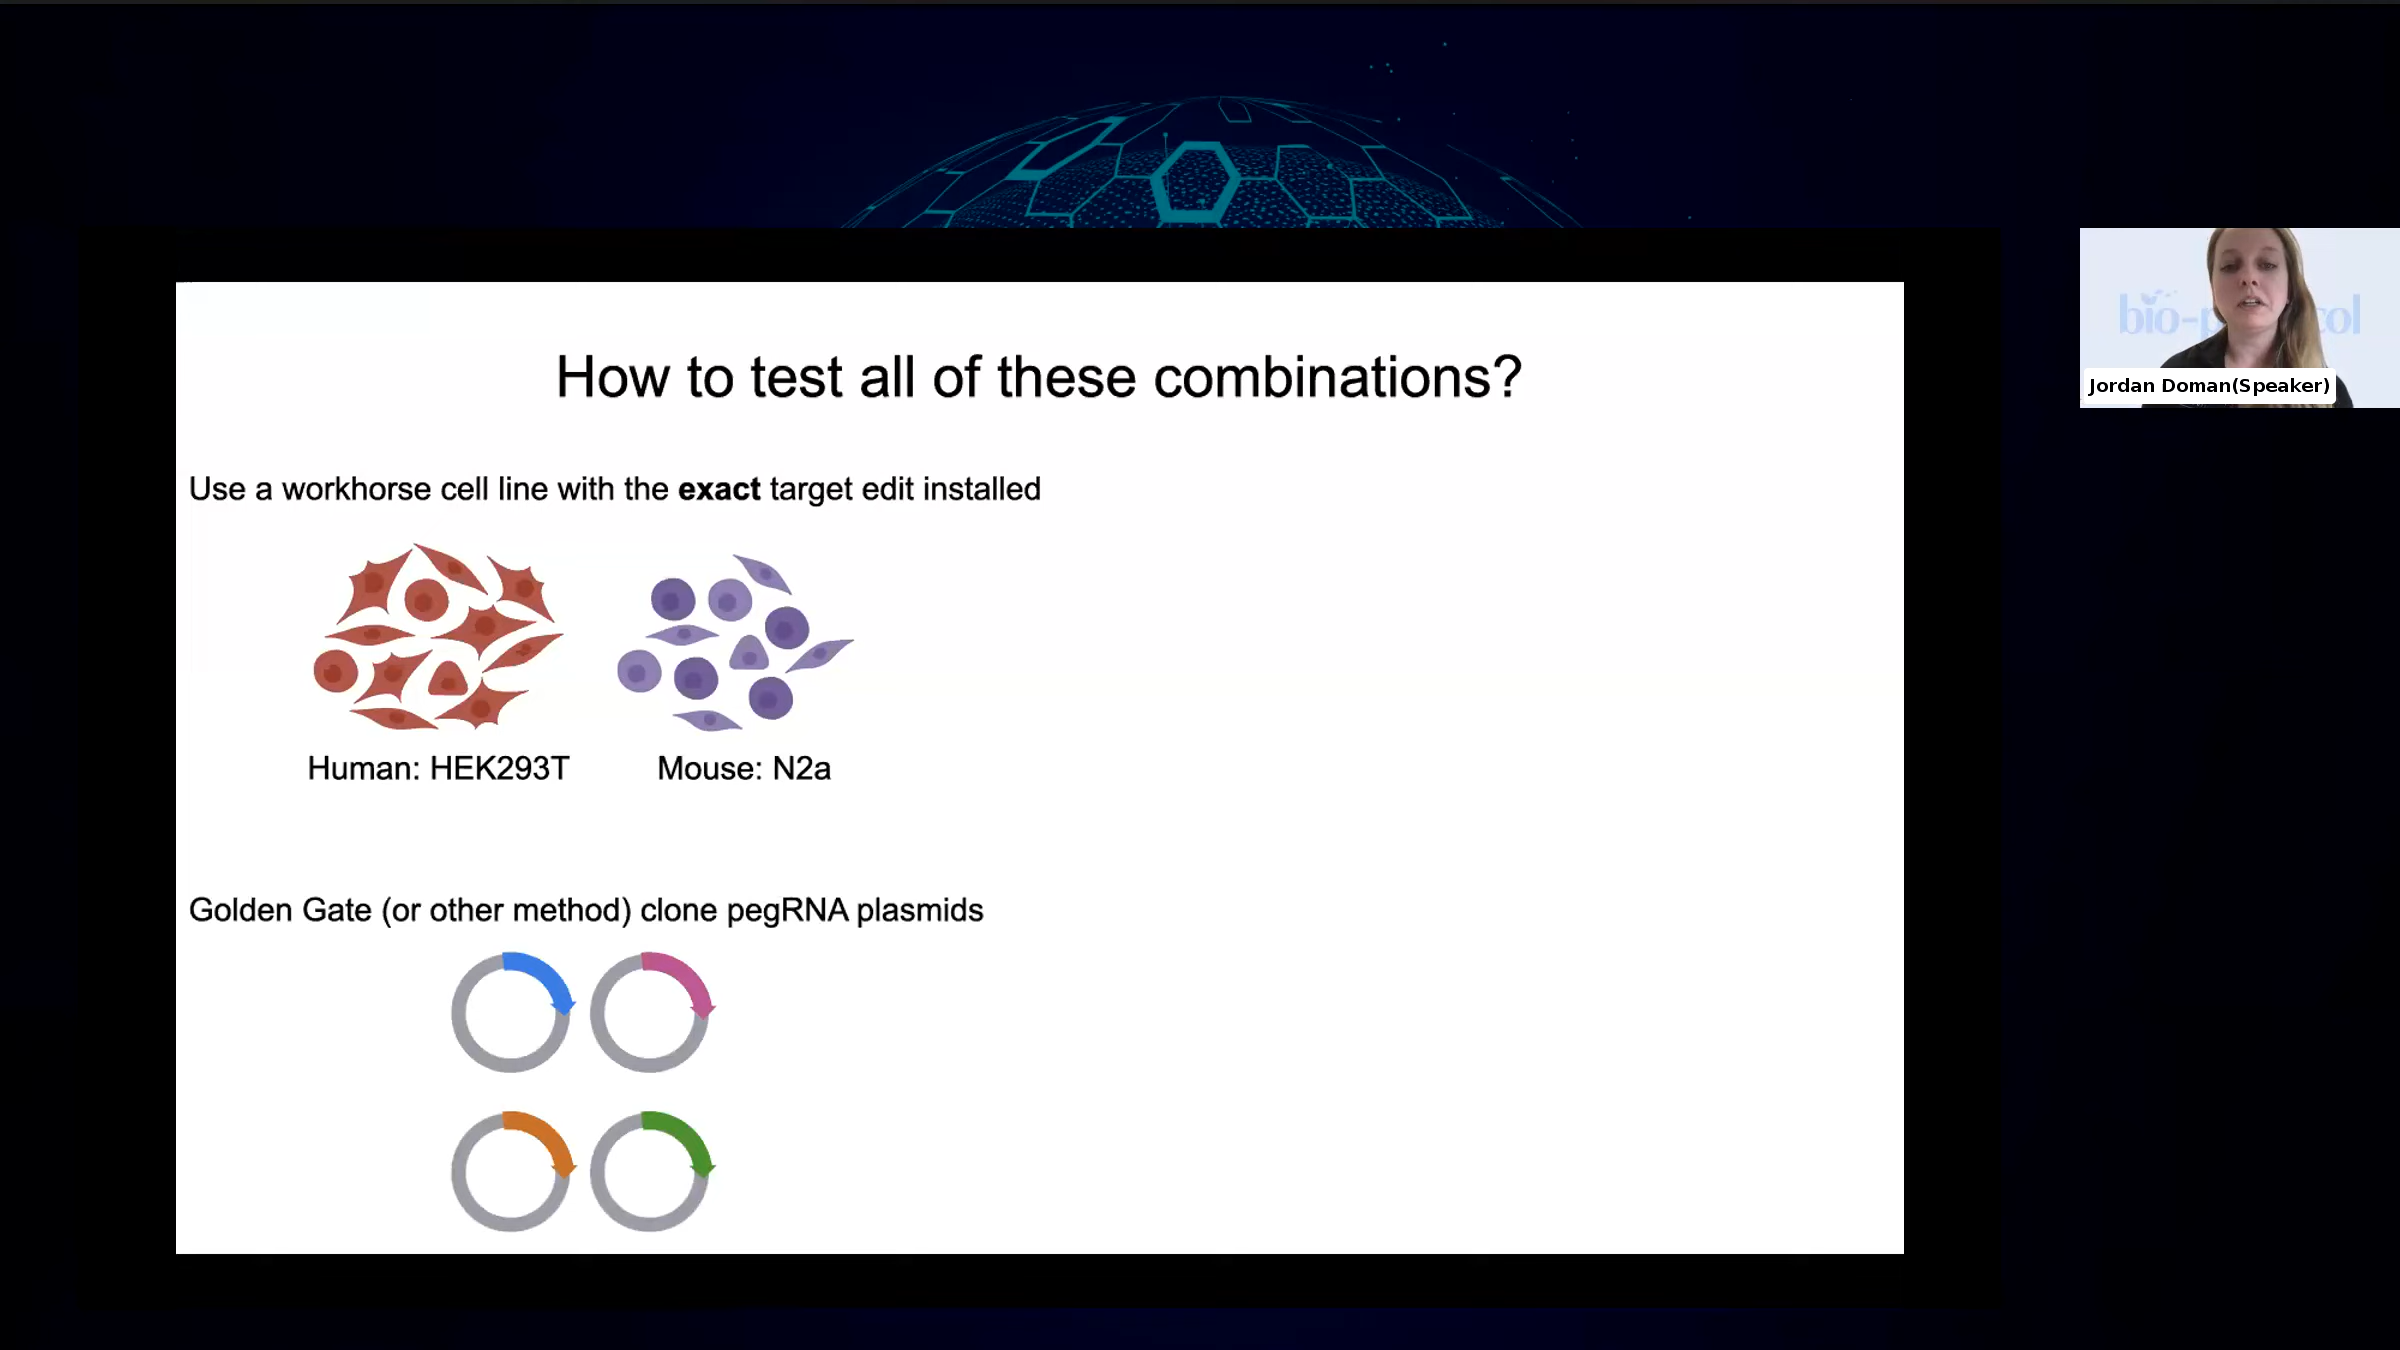 How to test all of these combinations?
Use a workhorse cell line with the exact target edit installed
Human: HEK293T
Mouse: N2a
Golden Gate (or other method) clone pegRNA plasmids
Jordan Doman(Speaker)